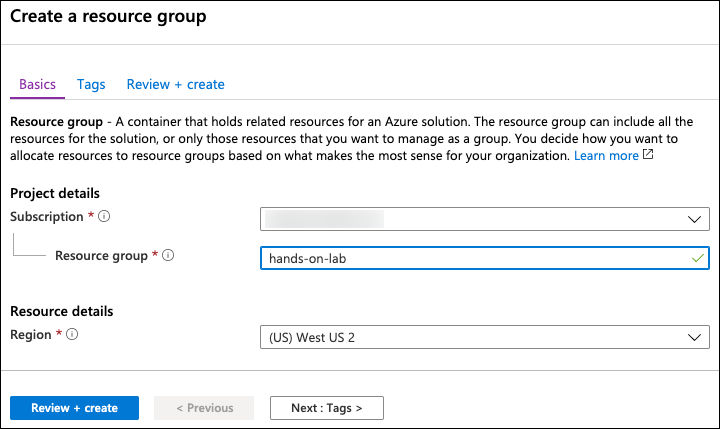 Create a resource group
Basics Tags Review + create
Resource group - A container that holds related resources for an Azure solution. The resource group can include all the
resources for the solution, or only those resources that you want to manage as a group. You decide how you want to
allocate resources to resource groups based on what makes the most sense for your organization. Learn more
Project details
Subscription *
Resource group *
hands-on-lab
Resource details
Region *
(US) West US 2
Review + create
< Previous
Next : Tags >